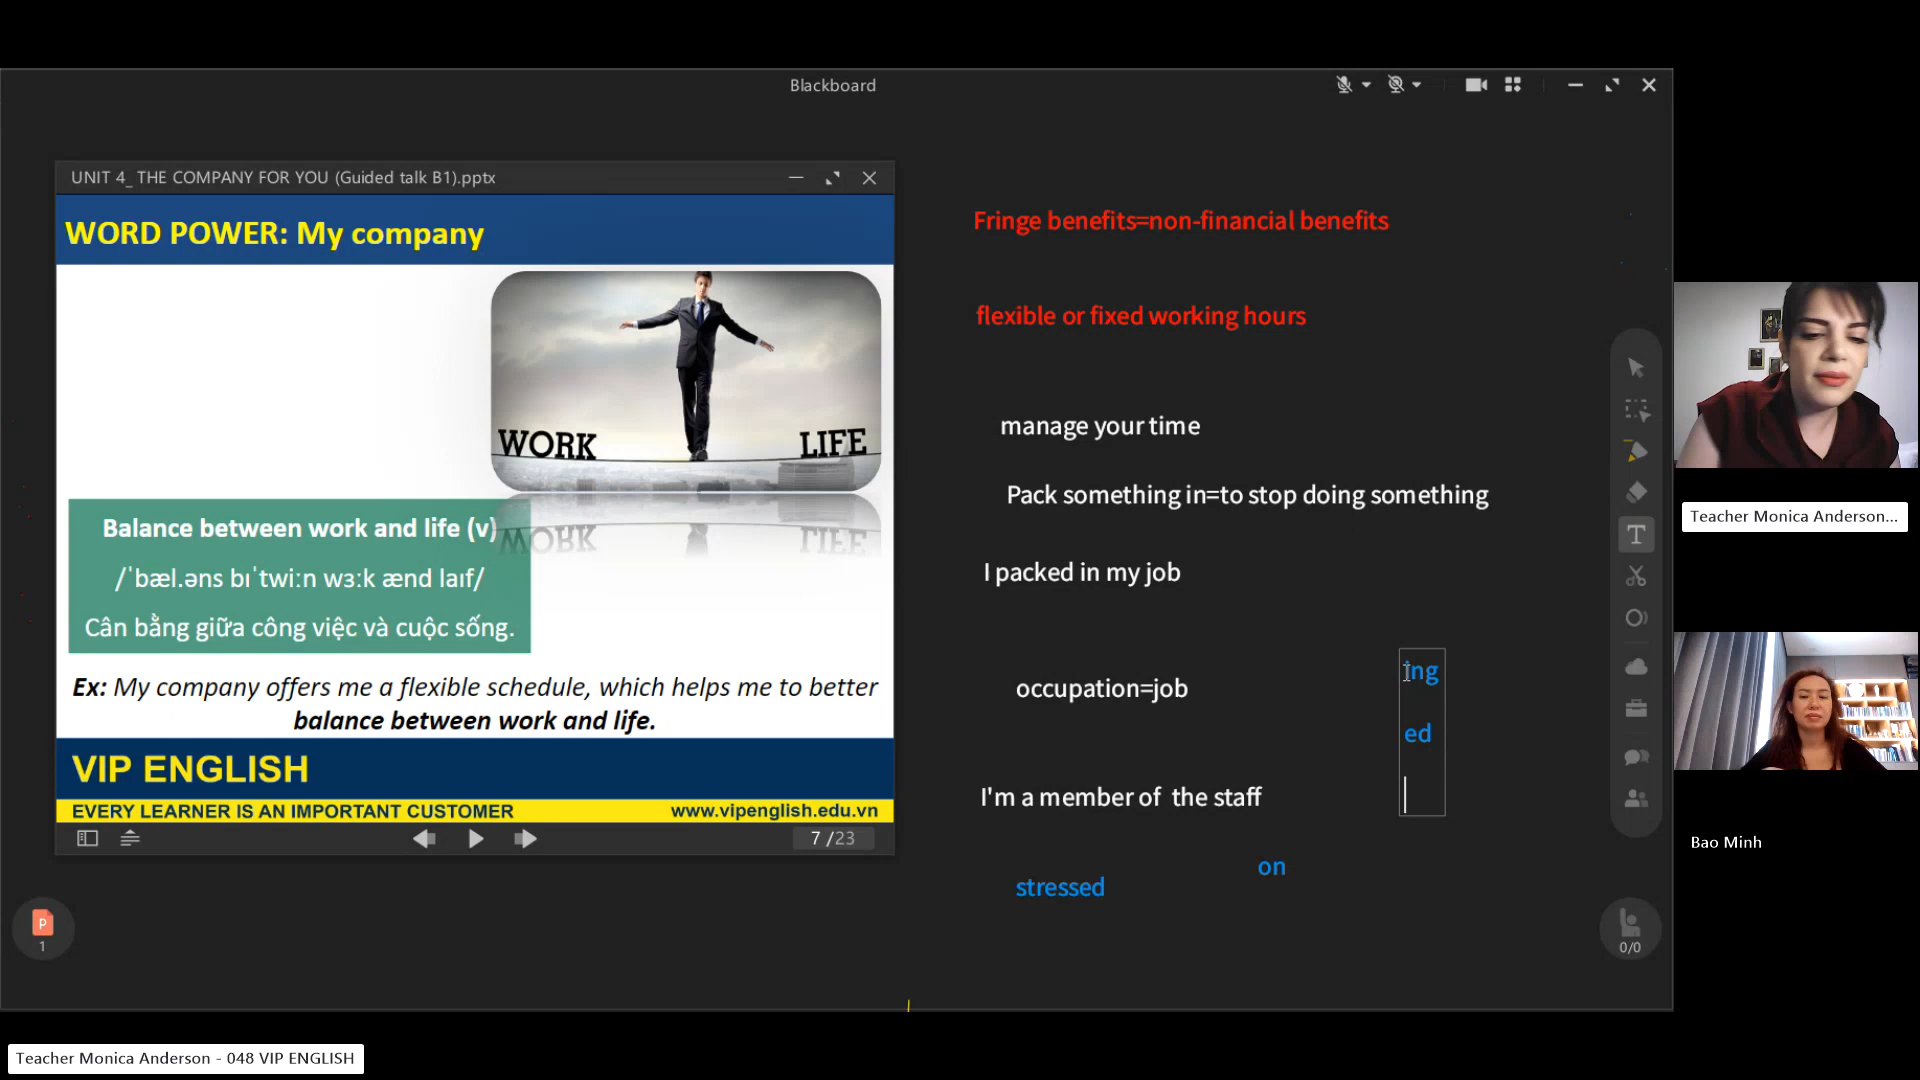 Blackboard
UNIT 4_ THE COMPANY FOR YOU (Guided talk B1).pptx
WORD POWER: My company
WORK
LIFE
Balance between work and life (v)
/ˈbæl.əns bɪˈtwiːn wɜːk ænd laɪf/
Cân bằng giữa công việc và cuộc sống.
Ex: My company offers me a flexible schedule, which helps me to better
balance between work and life.
VIP ENGLISH
EVERY LEARNER IS AN IMPORTANT CUSTOMER
www.vipenglish.edu.vn
7 /23
P
1
Fringe benefits=non-financial benefits
flexible or fixed working hours
manage your time
Pack something in=to stop doing something
I packed in my job
occupation=job
ing
ed
I'm a member of  the staff
on
stressed
T
0/0
Teacher Monica Anderson...
Bao Minh
Teacher Monica Anderson - 048 VIP ENGLISH